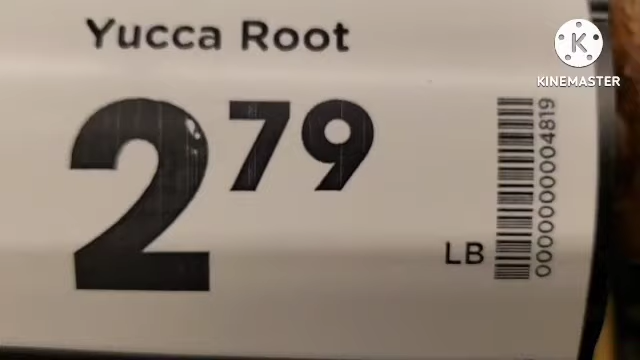 Yucca Root
K
KINEMASTER
2 79
LB
0000000004819